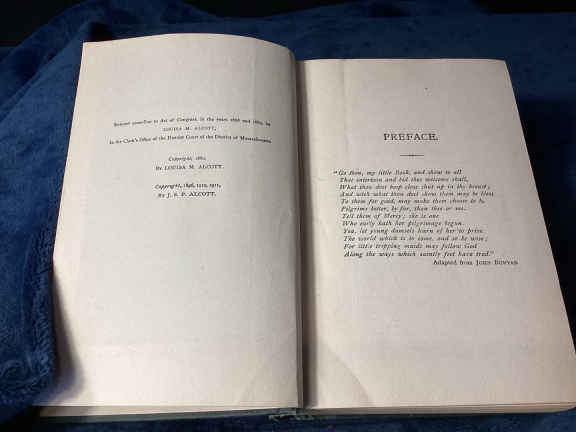 Entered according to Act of Congress, in the years 1868 and 1869, by
LOUISA M. ALCOTT,
In the Clerk's Office of the District Court of the District of Massachusetts.
Copyright, 1880,
BY LOUISA M. ALCOTT.
Copyright, 1896, 1910, 1911,
BY J. S. P. ALCOTT.
PREFACE.
"Go then, my little Book, and show to all
That entertain and bid thee welcome shall,
What thou dost keep close shut up in thy breast;
And wish what thou dost show them may be blest
To them for good, may make them choose to be
Pilgrims better, by far, than thee or me.
Tell them of Mercy; she is one
Who early hath her pilgrimage begun.
Yea, let young damsels learn of her to prize
The world which is to come, and so be wise;
For little tripping maids may follow God
Along the ways which saintly feet have trod."
Adapted from JOHN BUNYAN